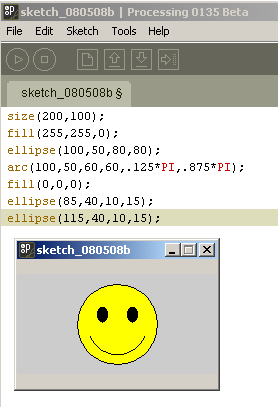 sketch_080508b | Processing 0135 Beta
File Edit Sketch Tools Help
sketch_080508b §
size(200,100);
fill(255,255,0);
ellipse(100,50,80,80);
arc(100,50,60,60,.125*PI,.875*PI);
fill(0,0,0);
ellipse(85,40,10,15);
ellipse(115,40,10,15);
sketch_080508b